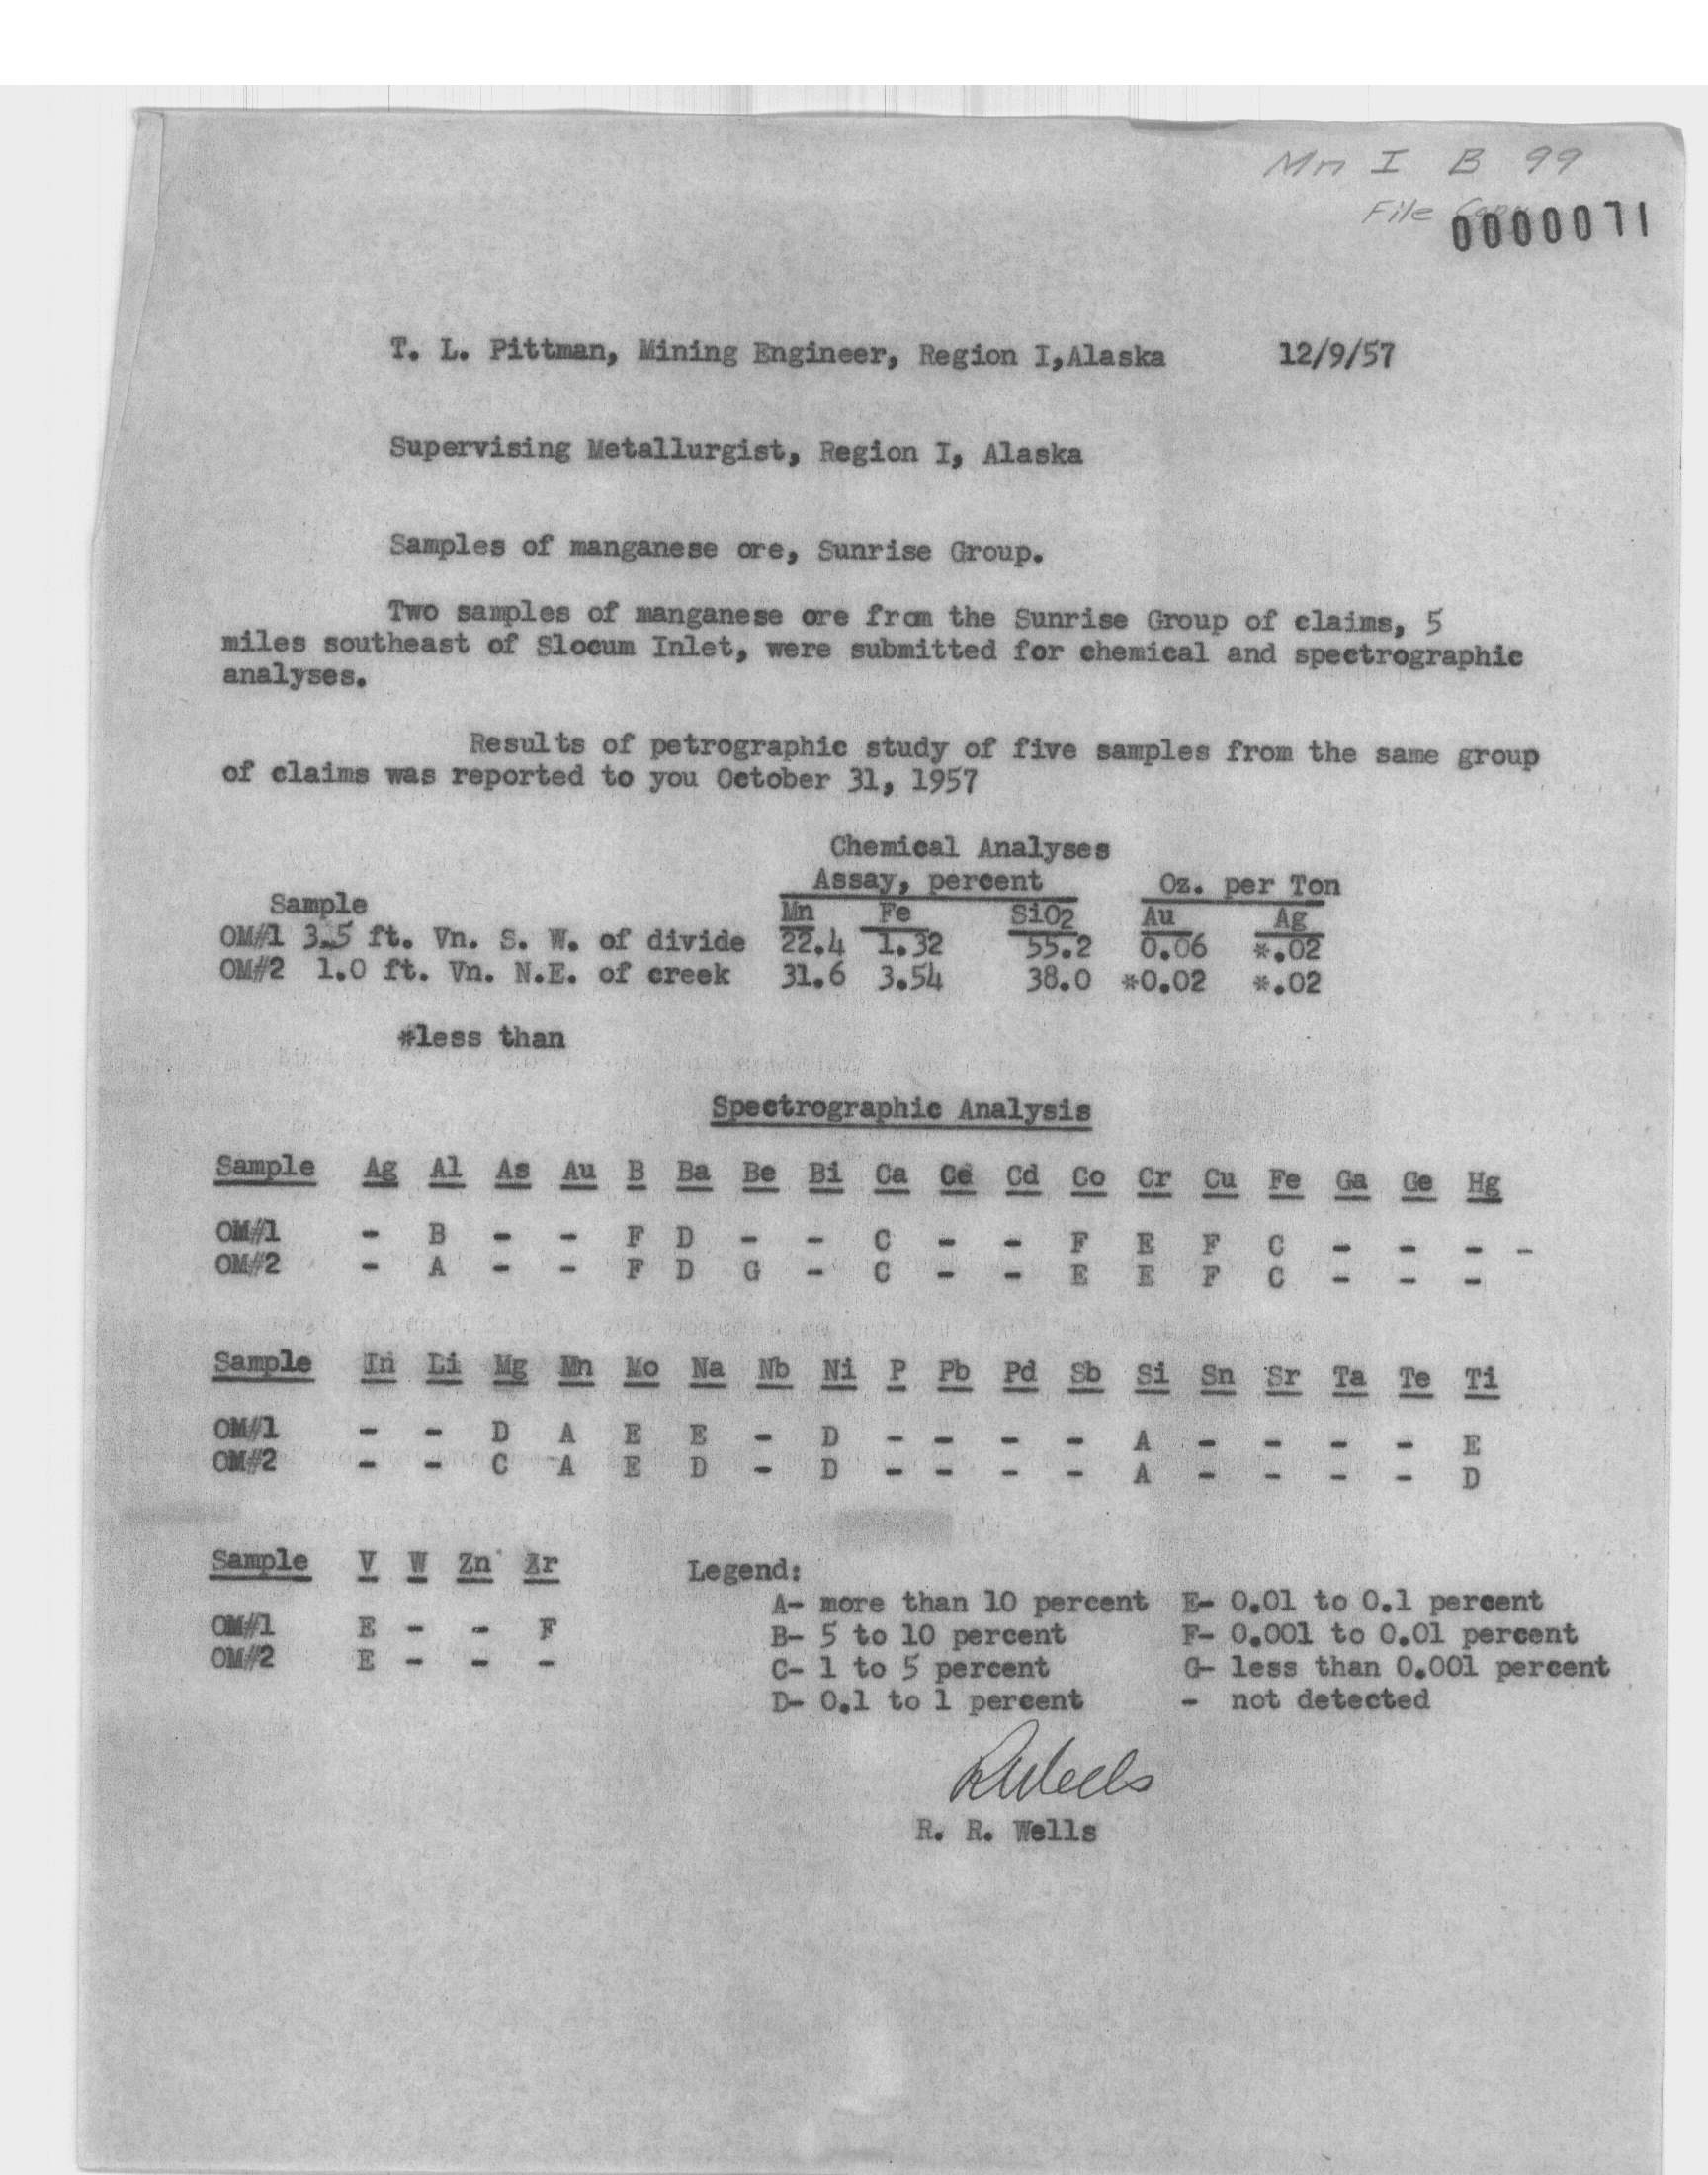 Mn I B 99
File Copy
0000071
T. L. Pittman, Mining Engineer, Region I,Alaska 12/9/57
Supervising Metallurgist, Region I, Alaska
Samples of manganese ore, Sunrise Group.
Two samples of manganese ore from the Sunrise Group of claims, 5
miles southeast of Slocum Inlet, were submitted for chemical and spectrographic
analyses.
Results of petrographic study of five samples from the same group
of claims was reported to you October 31, 1957
Chemical Analyses
Assay, percent Oz. per Ton
Sample Mn Fe SiO2 Au Ag
OM#1 3.5 ft. Vn. S. W. of divide 22.4 1.32 55.2 0.06 *.02
OM#2 1.0 ft. Vn. N.E. of creek 31.6 3.54 38.0 *0.02 *.02
*less than
Spectrographic Analysis
Sample Ag Al As Au B Ba Be Bi Ca Ce Cd Co Cr Cu Fe Ga Ge Hg
OM#1 - B - - F D - - C - - F E F C - - - -
OM#2 - A - - F D G - C - - E E F C - - -
Sample In Li Mg Mn Mo Na Nb Ni P Pb Pd Sb Si Sn Sr Ta Te Ti
OM#1 - - D A E E - D - - - - A - - - - E
OM#2 - - C A E D - D - - - - A - - - - D
Sample V W Zn Zr Legend:
A- more than 10 percent E- 0.01 to 0.1 percent
OM#1 E - - F B- 5 to 10 percent F- 0.001 to 0.01 percent
OM#2 E - - - C- 1 to 5 percent G- less than 0.001 percent
D- 0.1 to 1 percent - not detected
RWells
R. R. Wells